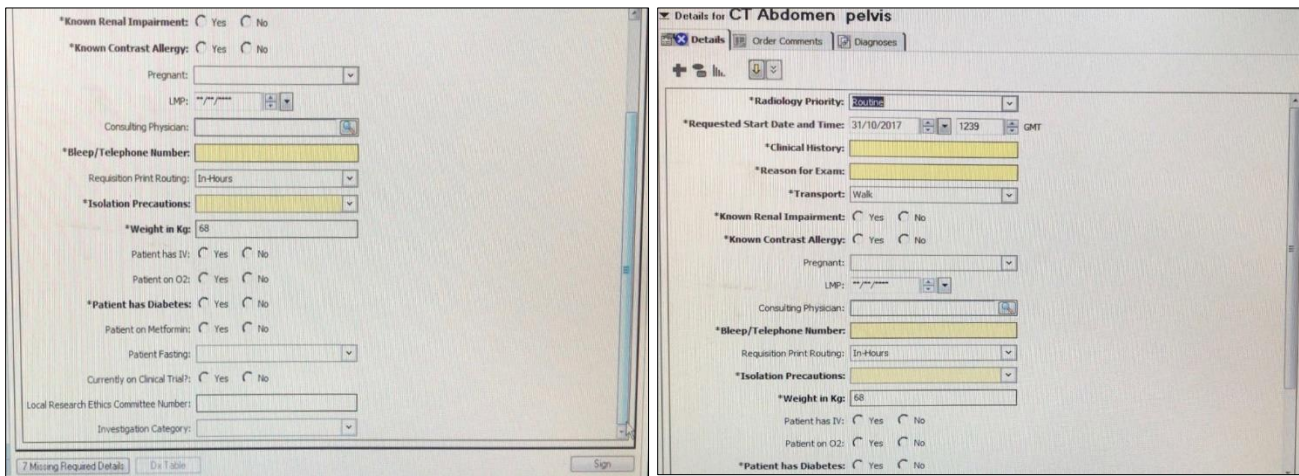 *Known Renal Impairment: Yes No
*Known Contrast Allergy: Yes No
Pregnant:
LMP: **/**/****
Consulting Physician:
*Bleep/Telephone Number:
Requisition Print Routing: In-Hours
*Isolation Precautions:
*Weight in Kg: 68
Patient has IV: Yes No
Patient on O2: Yes No
*Patient has Diabetes: Yes No
Patient on Metformin: Yes No
Patient Fasting:
Currently on Clinical Trial?: Yes No
Local Research Ethics Committee Number:
Investigation Category:
7 Missing Required Details Dx Table Sign
Details for CT Abdomen pelvis
Details Order Comments Diagnoses
*Radiology Priority: Routine
*Requested Start Date and Time: 31/10/2017 1239 GMT
*Clinical History:
*Reason for Exam:
*Transport: Walk
*Known Renal Impairment: Yes No
*Known Contrast Allergy: Yes No
Pregnant:
LMP: **/**/****
Consulting Physician:
*Bleep/Telephone Number:
Requisition Print Routing: In-Hours
*Isolation Precautions:
*Weight in Kg: 68
Patient has IV: Yes No
Patient on O2: Yes No
*Patient has Diabetes: Yes No